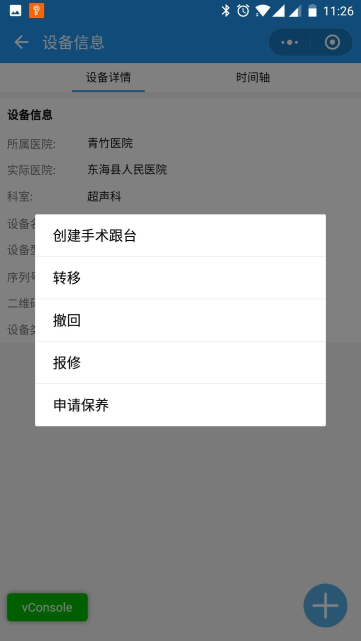 11:26
设备信息
设备详情 时间轴
设备信息
所属医院: 青竹医院
实际医院: 东海县人民医院
科室: 超声科
设备
创建手术跟台
设备
转移
序列号
二维码
撤回
设备
报修
申请保养
vConsole